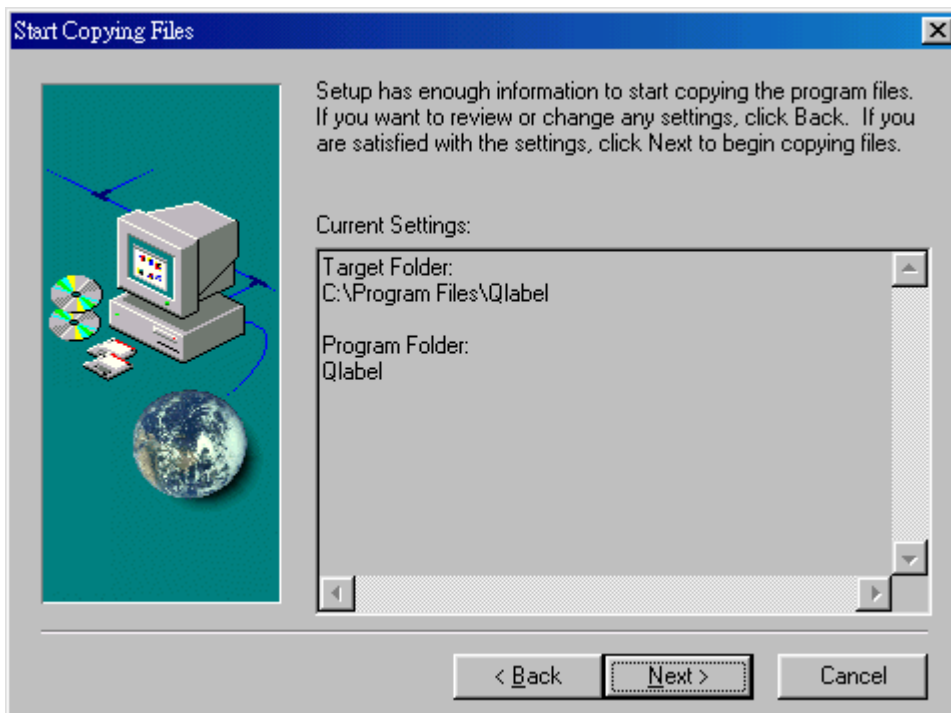 Start Copying Files
Setup has enough information to start copying the program files.
If you want to review or change any settings, click Back.  If you
are satisfied with the settings, click Next to begin copying files.
Current Settings:
Target Folder:
C:\Program Files\Qlabel
Program Folder:
Qlabel
< Back
Next >
Cancel